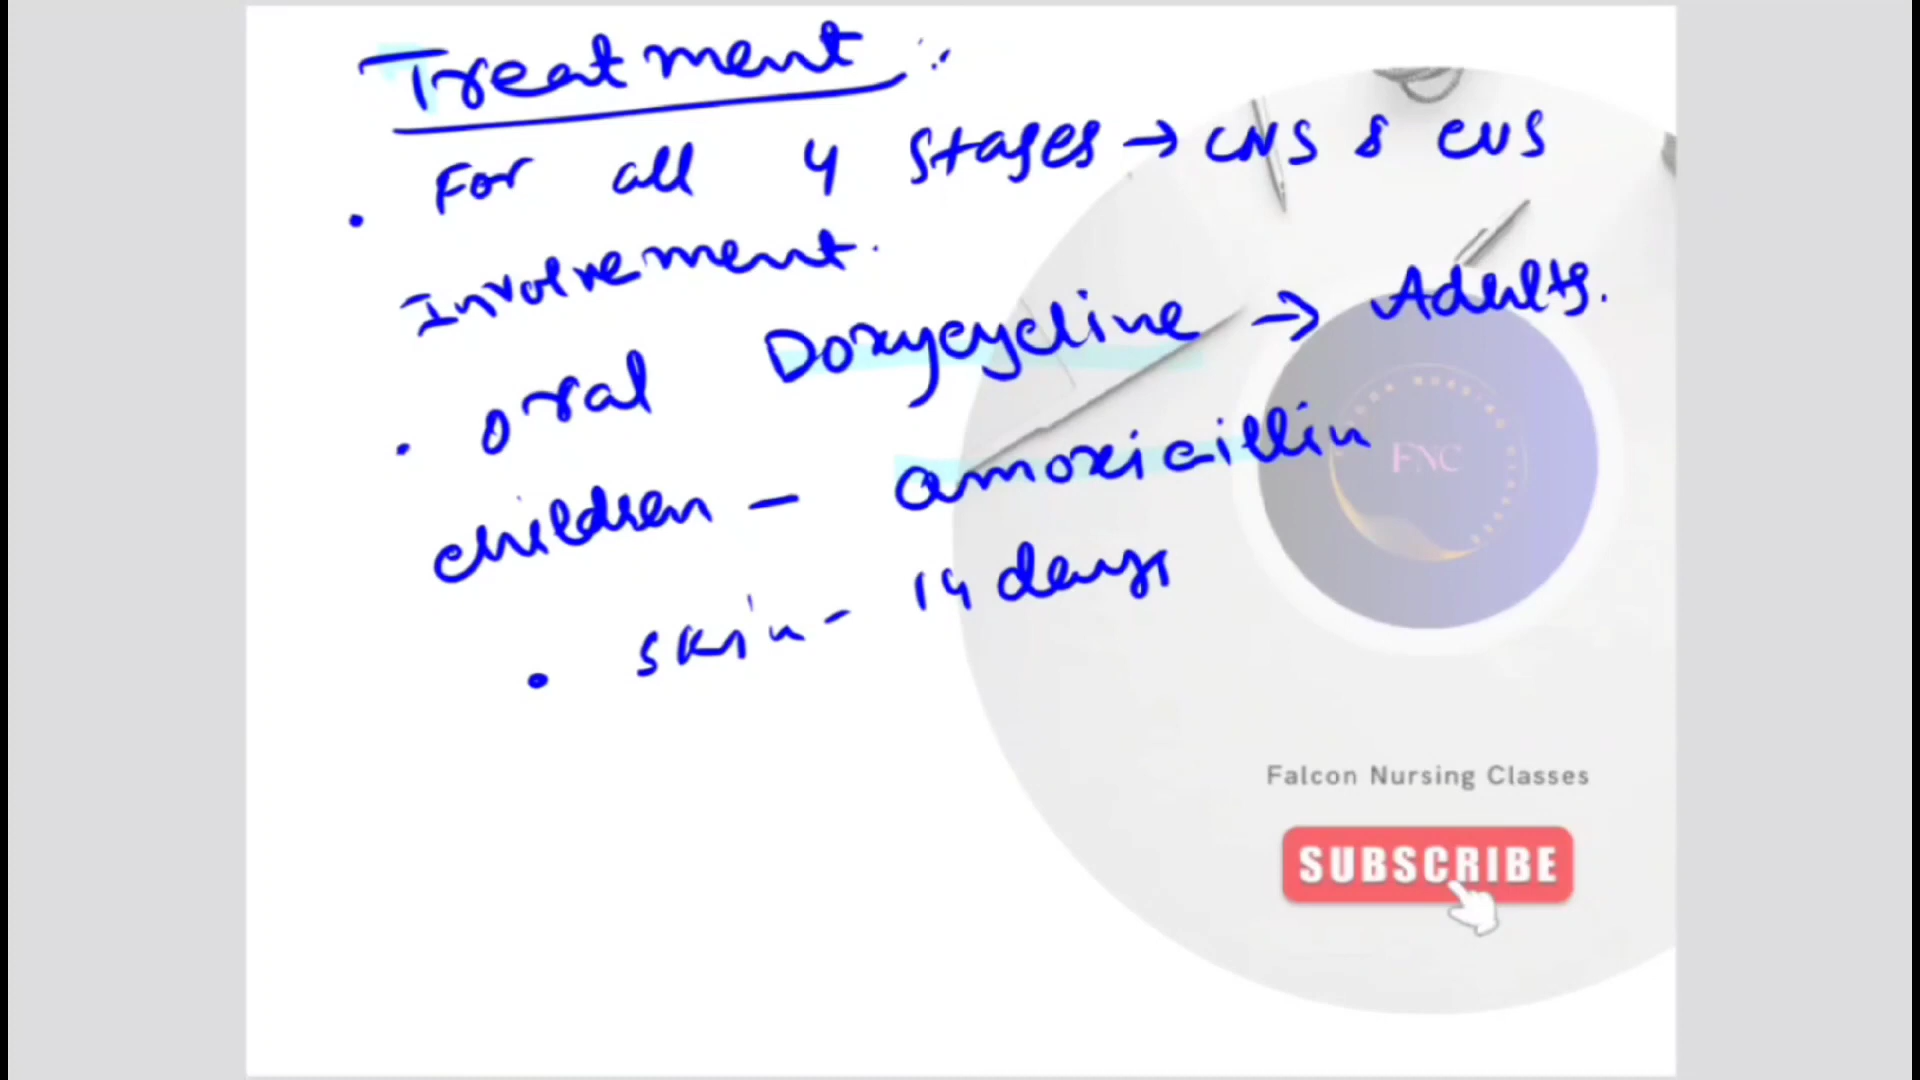 Treatment :
• For all 4 stages → CNS & CVS
Involvement.
• oral Doxycycline → Adults.
children – amoxicillin
• skin - 14 days
FNC
Falcon Nursing Classes
SUBSCRIBE